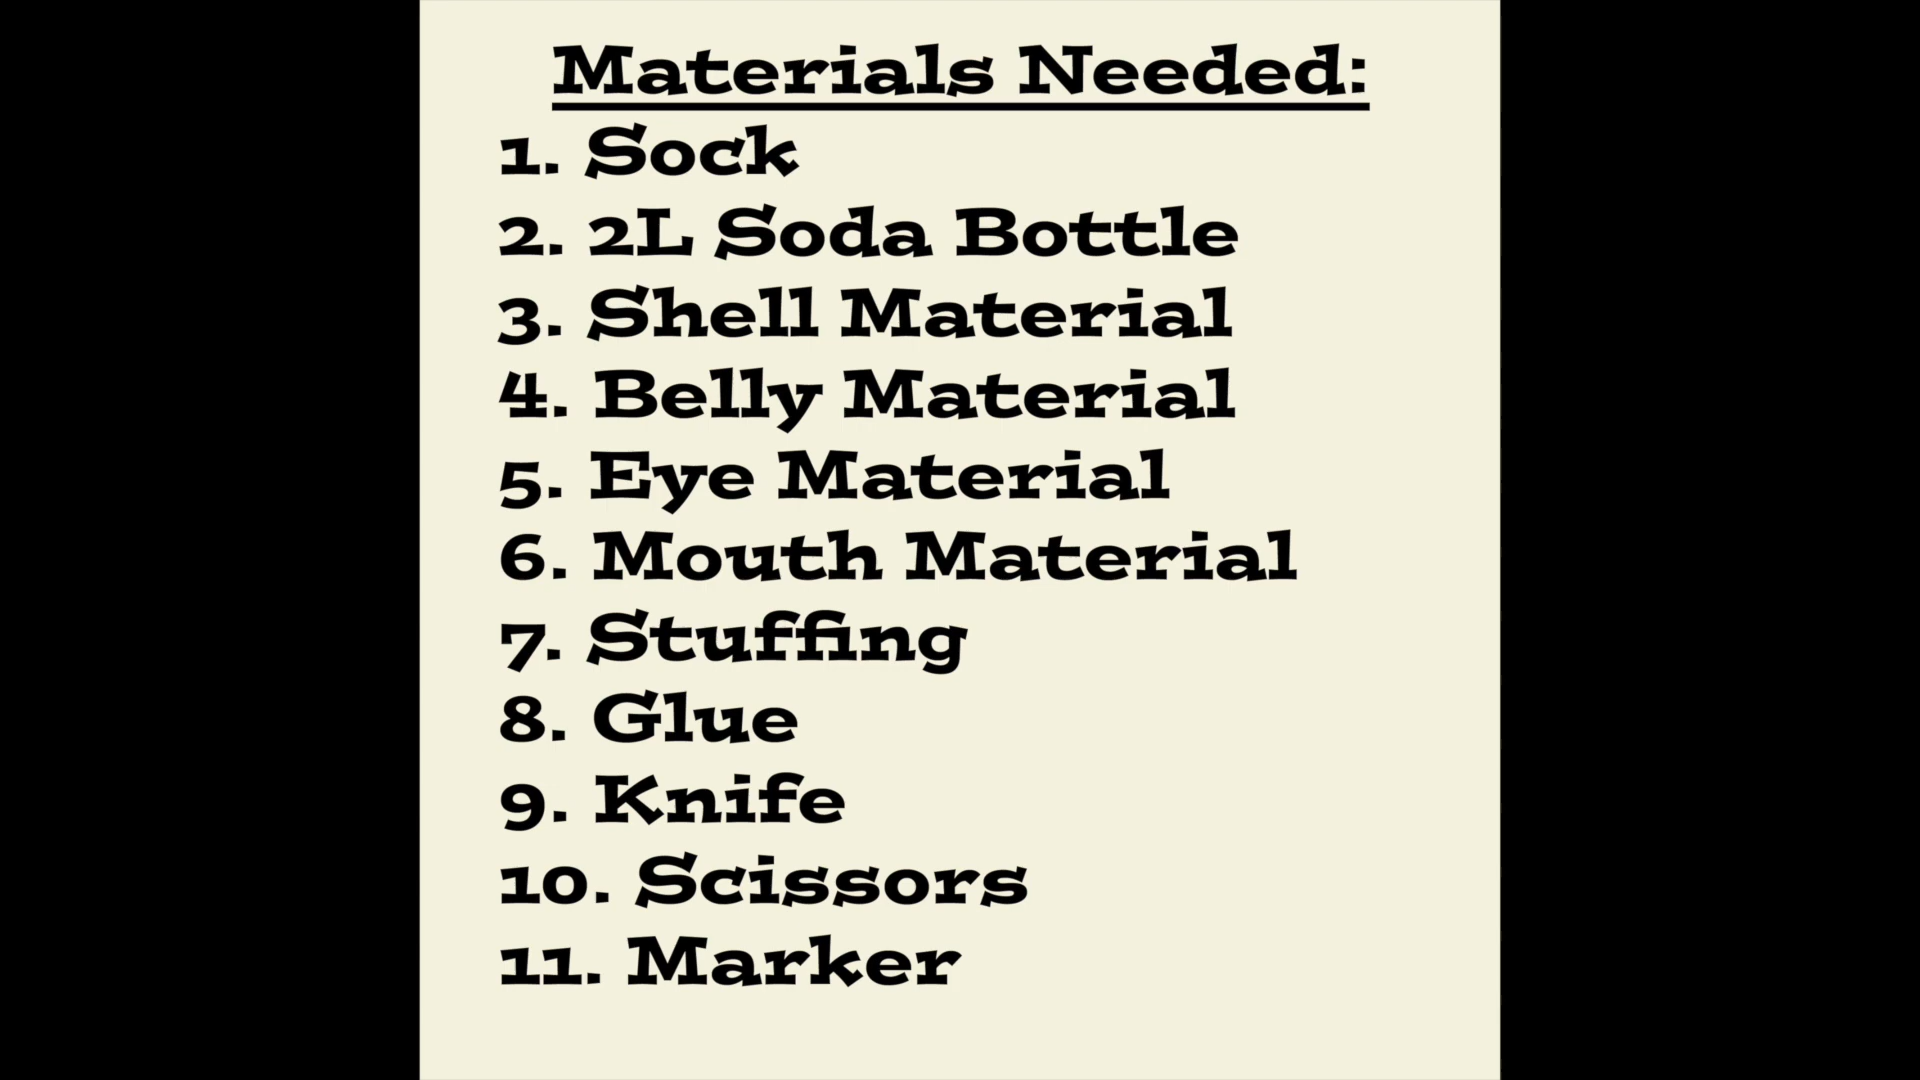 Materials Needed:
1. Sock
2. 2L Soda Bottle
3. Shell Material
4. Belly Material
5. Eye Material
6. Mouth Material
7. Stuffing
8. Glue
9. Knife
10. Scissors
11. Marker